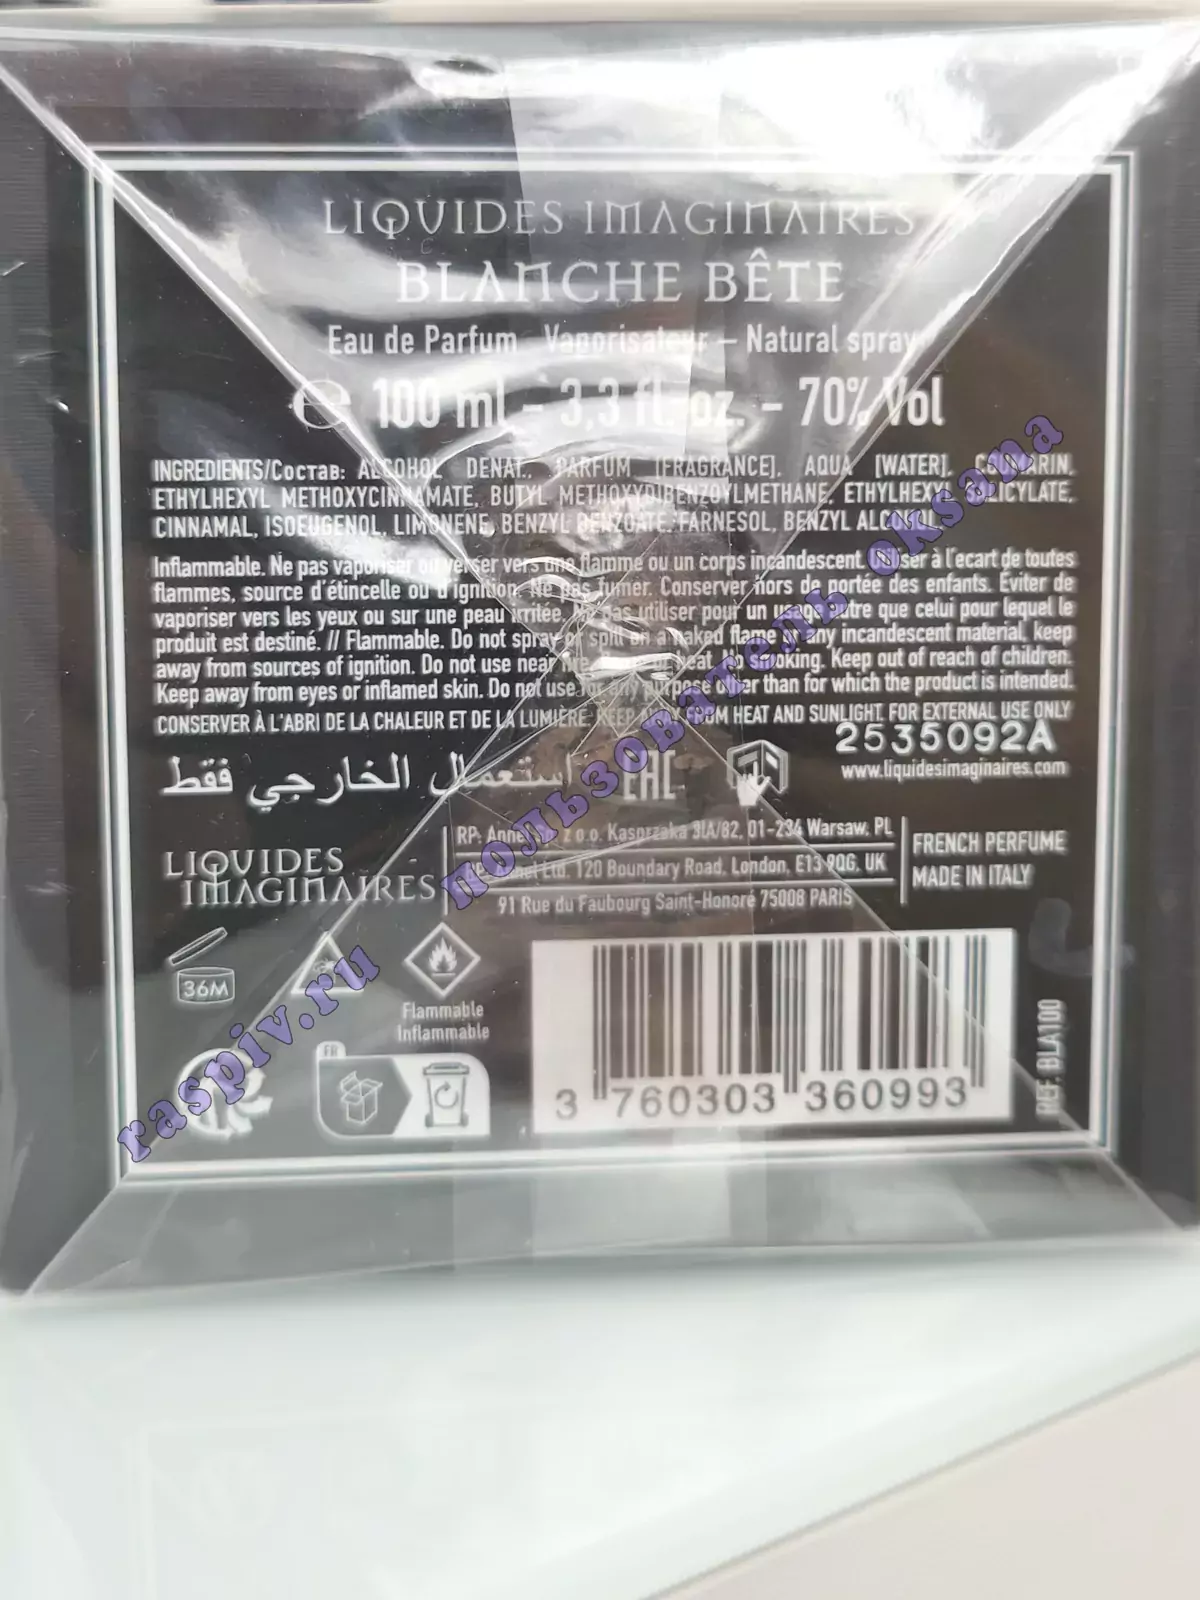 LIQUIDES IMAGINAIRES
BLANCHE BÊTE
Eau de Parfum Vaporisateur – Natural spray
℮ 100 ml - 3,3 fl. oz. - 70% Vol
INGREDIENTS/Состав: ALCOHOL DENAT., PARFUM [FRAGRANCE], AQUA [WATER], COUMARIN,
ETHYLHEXYL METHOXYCINNAMATE, BUTYL METHOXYDIBENZOYLMETHANE, ETHYLHEXYL SALICYLATE,
CINNAMAL, ISOEUGENOL, LIMONENE, BENZYL BENZOATE, FARNESOL, BENZYL ALCOHOL.
Inflammable. Ne pas vaporiser ou verser vers une flamme ou un corps incandescent. Utiliser à l'écart de toutes
flammes, source d'étincelle ou d'ignition. Ne pas fumer. Conserver hors de portée des enfants. Éviter de
vaporiser vers les yeux ou sur une peau irritée. Ne pas utiliser pour un usage autre que celui pour lequel le
produit est destiné. // Flammable. Do not spray or split on a naked flame or any incandescent material, keep
away from sources of ignition. Do not use near fire, heat. No smoking. Keep out of reach of children.
Keep away from eyes or inflamed skin. Do not use for any purpose other than for which the product is intended.
CONSERVER À L'ABRI DE LA CHALEUR ET DE LA LUMIÈRE. KEEP AWAY FROM HEAT AND SUNLIGHT. FOR EXTERNAL USE ONLY
2535092A
استعمال الخارجي فقط
EAC
www.liquidesimaginaires.com
LIQUIDES
IMAGINAIRES
RP: z o.o. Kasprzaka 31A/82, 01-234 Warsaw, PL
Ltd. 120 Boundary Road, London, E13 9QG, UK
91 Rue du Faubourg Saint-Honoré 75008 PARIS
FRENCH PERFUME
MADE IN ITALY
36M
Flammable
Inflammable
FR
3 760303 360993
REF: BLA100
raspiv.ru пользователь oksana